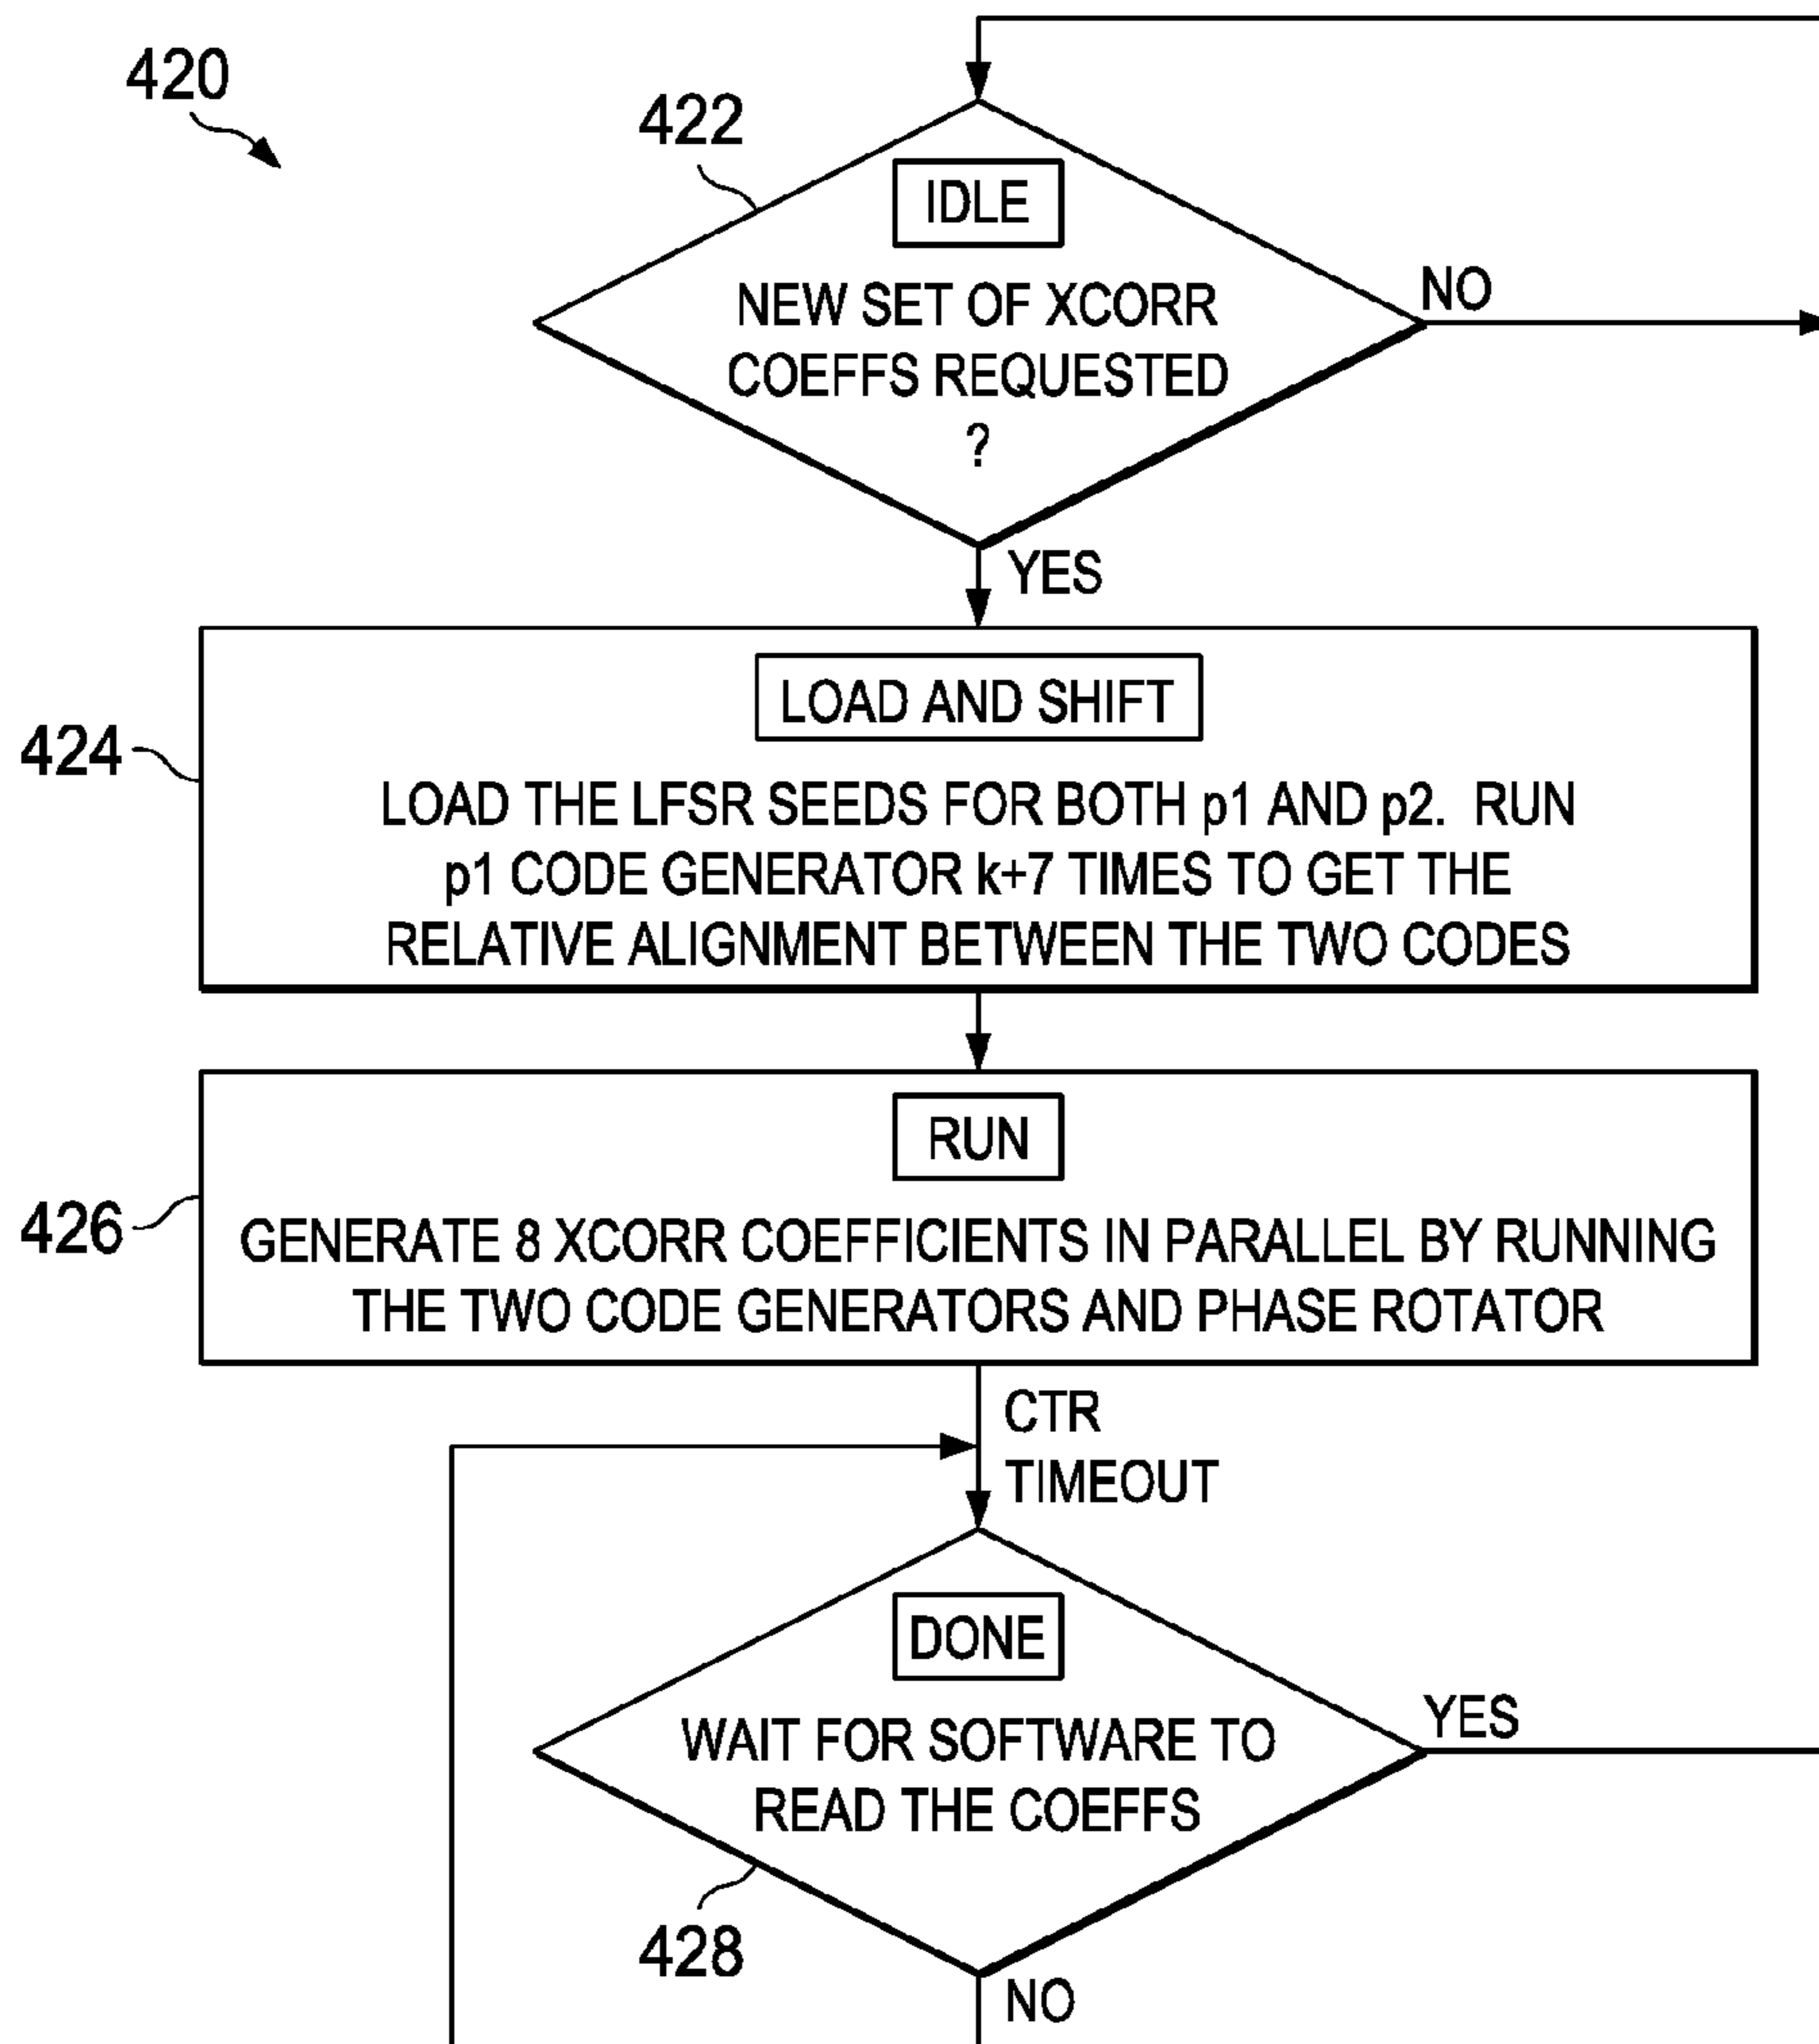 420
422
IDLE
NEW SET OF XCORR
COEFFS REQUESTED
?
NO
YES
424
LOAD AND SHIFT
LOAD THE LFSR SEEDS FOR BOTH p1 AND p2. RUN
p1 CODE GENERATOR k+7 TIMES TO GET THE
RELATIVE ALIGNMENT BETWEEN THE TWO CODES
426
RUN
GENERATE 8 XCORR COEFFICIENTS IN PARALLEL BY RUNNING
THE TWO CODE GENERATORS AND PHASE ROTATOR
CTR
TIMEOUT
DONE
WAIT FOR SOFTWARE TO
READ THE COEFFS
YES
428
NO